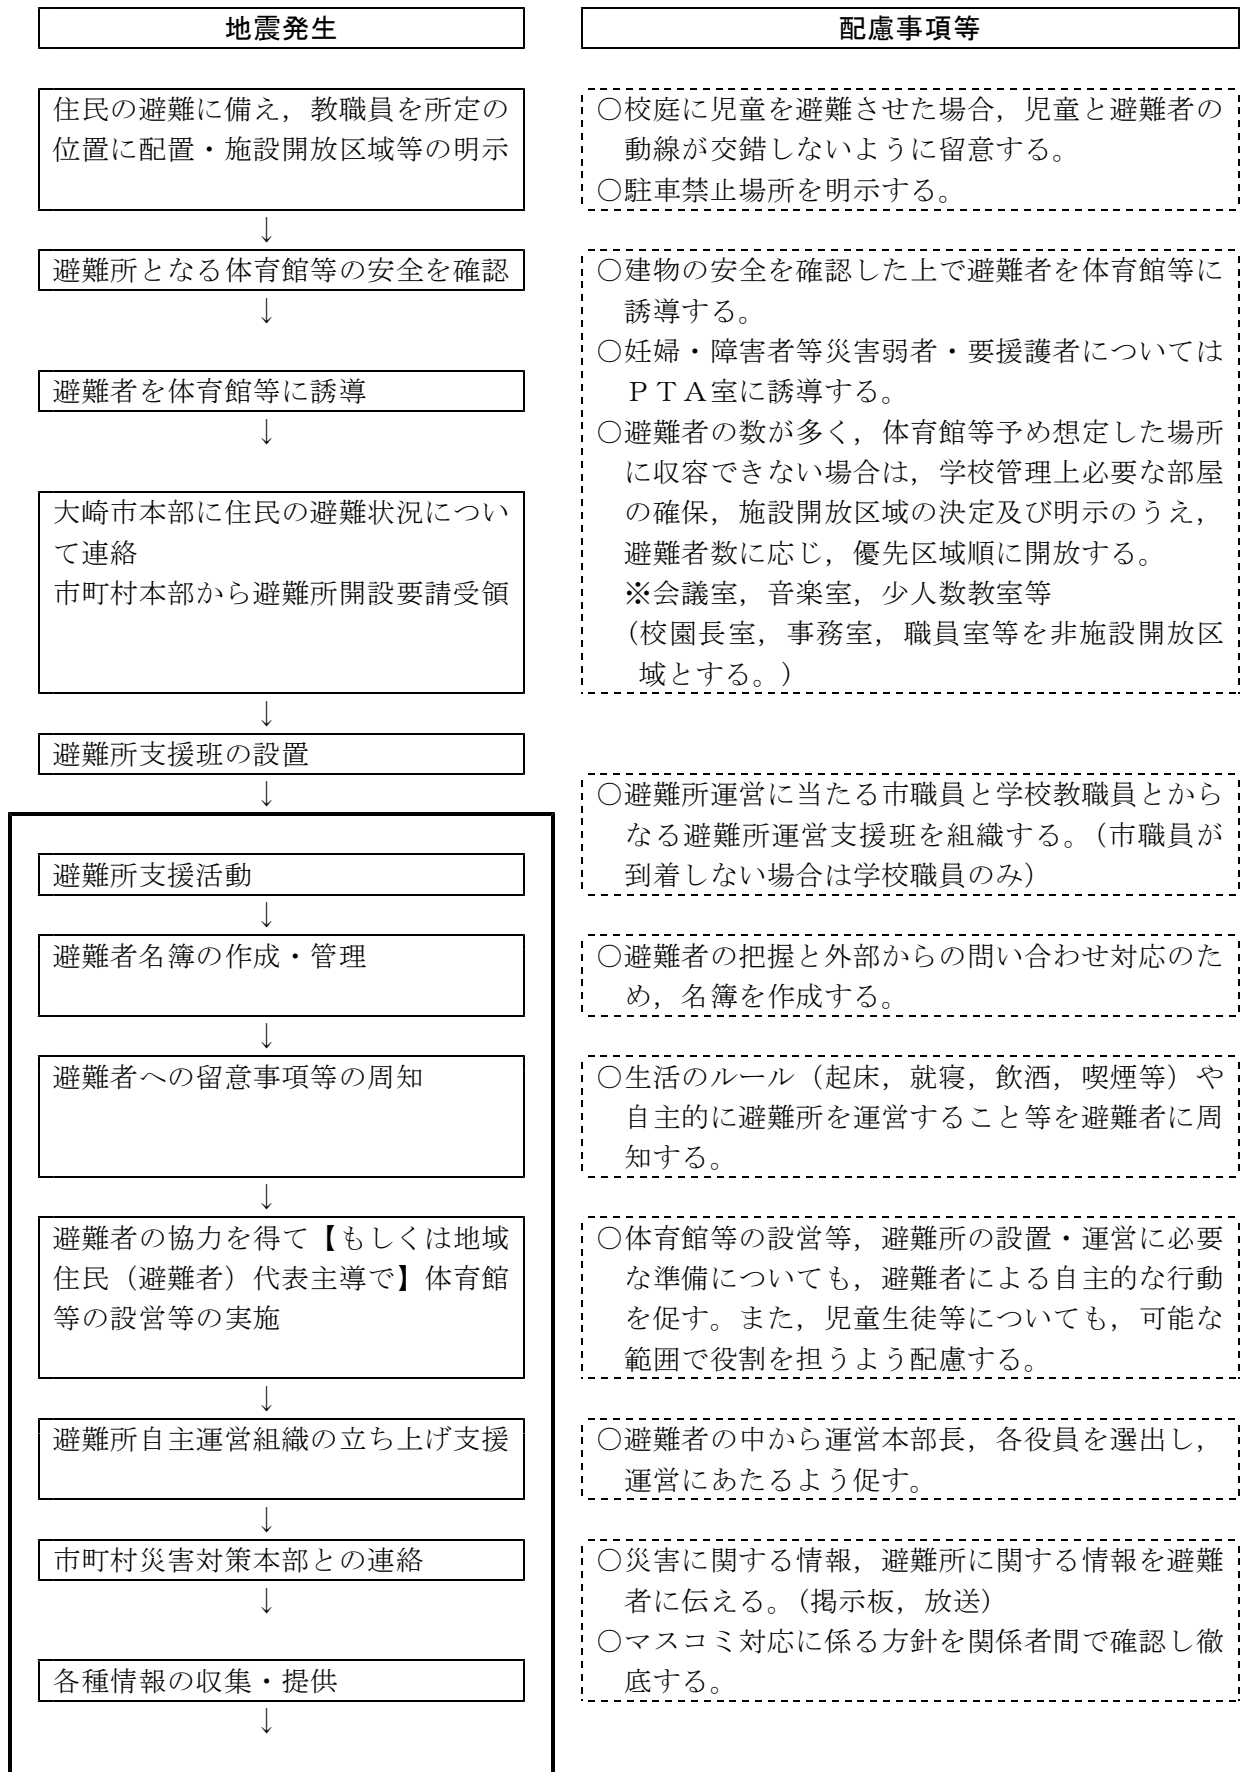 地震発生
配慮事項等
住民の避難に備え，教職員を所定の
位置に配置・施設開放区域等の明示
○校庭に児童を避難させた場合，児童と避難者の
動線が交錯しないように留意する。
○駐車禁止場所を明示する。
↓
避難所となる体育館等の安全を確認
↓
避難者を体育館等に誘導
↓
大崎市本部に住民の避難状況につい
て連絡
市町村本部から避難所開設要請受領
○建物の安全を確認した上で避難者を体育館等に
誘導する。
○妊婦・障害者等災害弱者・要援護者については
ＰＴＡ室に誘導する。
○避難者の数が多く，体育館等予め想定した場所
に収容できない場合は，学校管理上必要な部屋
の確保，施設開放区域の決定及び明示のうえ，
避難者数に応じ，優先区域順に開放する。
※会議室，音楽室，少人数教室等
（校園長室，事務室，職員室等を非施設開放区
域とする。）
↓
避難所支援班の設置
↓
避難所支援活動
○避難所運営に当たる市職員と学校教職員とから
なる避難所運営支援班を組織する。（市職員が
到着しない場合は学校職員のみ）
↓
避難者名簿の作成・管理
○避難者の把握と外部からの問い合わせ対応のた
め，名簿を作成する。
↓
避難者への留意事項等の周知
○生活のルール（起床，就寝，飲酒，喫煙等）や
自主的に避難所を運営すること等を避難者に周
知する。
↓
避難者の協力を得て【もしくは地域
住民（避難者）代表主導で】体育館
等の設営等の実施
○体育館等の設営等，避難所の設置・運営に必要
な準備についても，避難者による自主的な行動
を促す。また，児童生徒等についても，可能な
範囲で役割を担うよう配慮する。
↓
避難所自主運営組織の立ち上げ支援
○避難者の中から運営本部長，各役員を選出し，
運営にあたるよう促す。
↓
市町村災害対策本部との連絡
↓
各種情報の収集・提供
↓
○災害に関する情報，避難所に関する情報を避難
者に伝える。（掲示板，放送）
○マスコミ対応に係る方針を関係者間で確認し徹
底する。